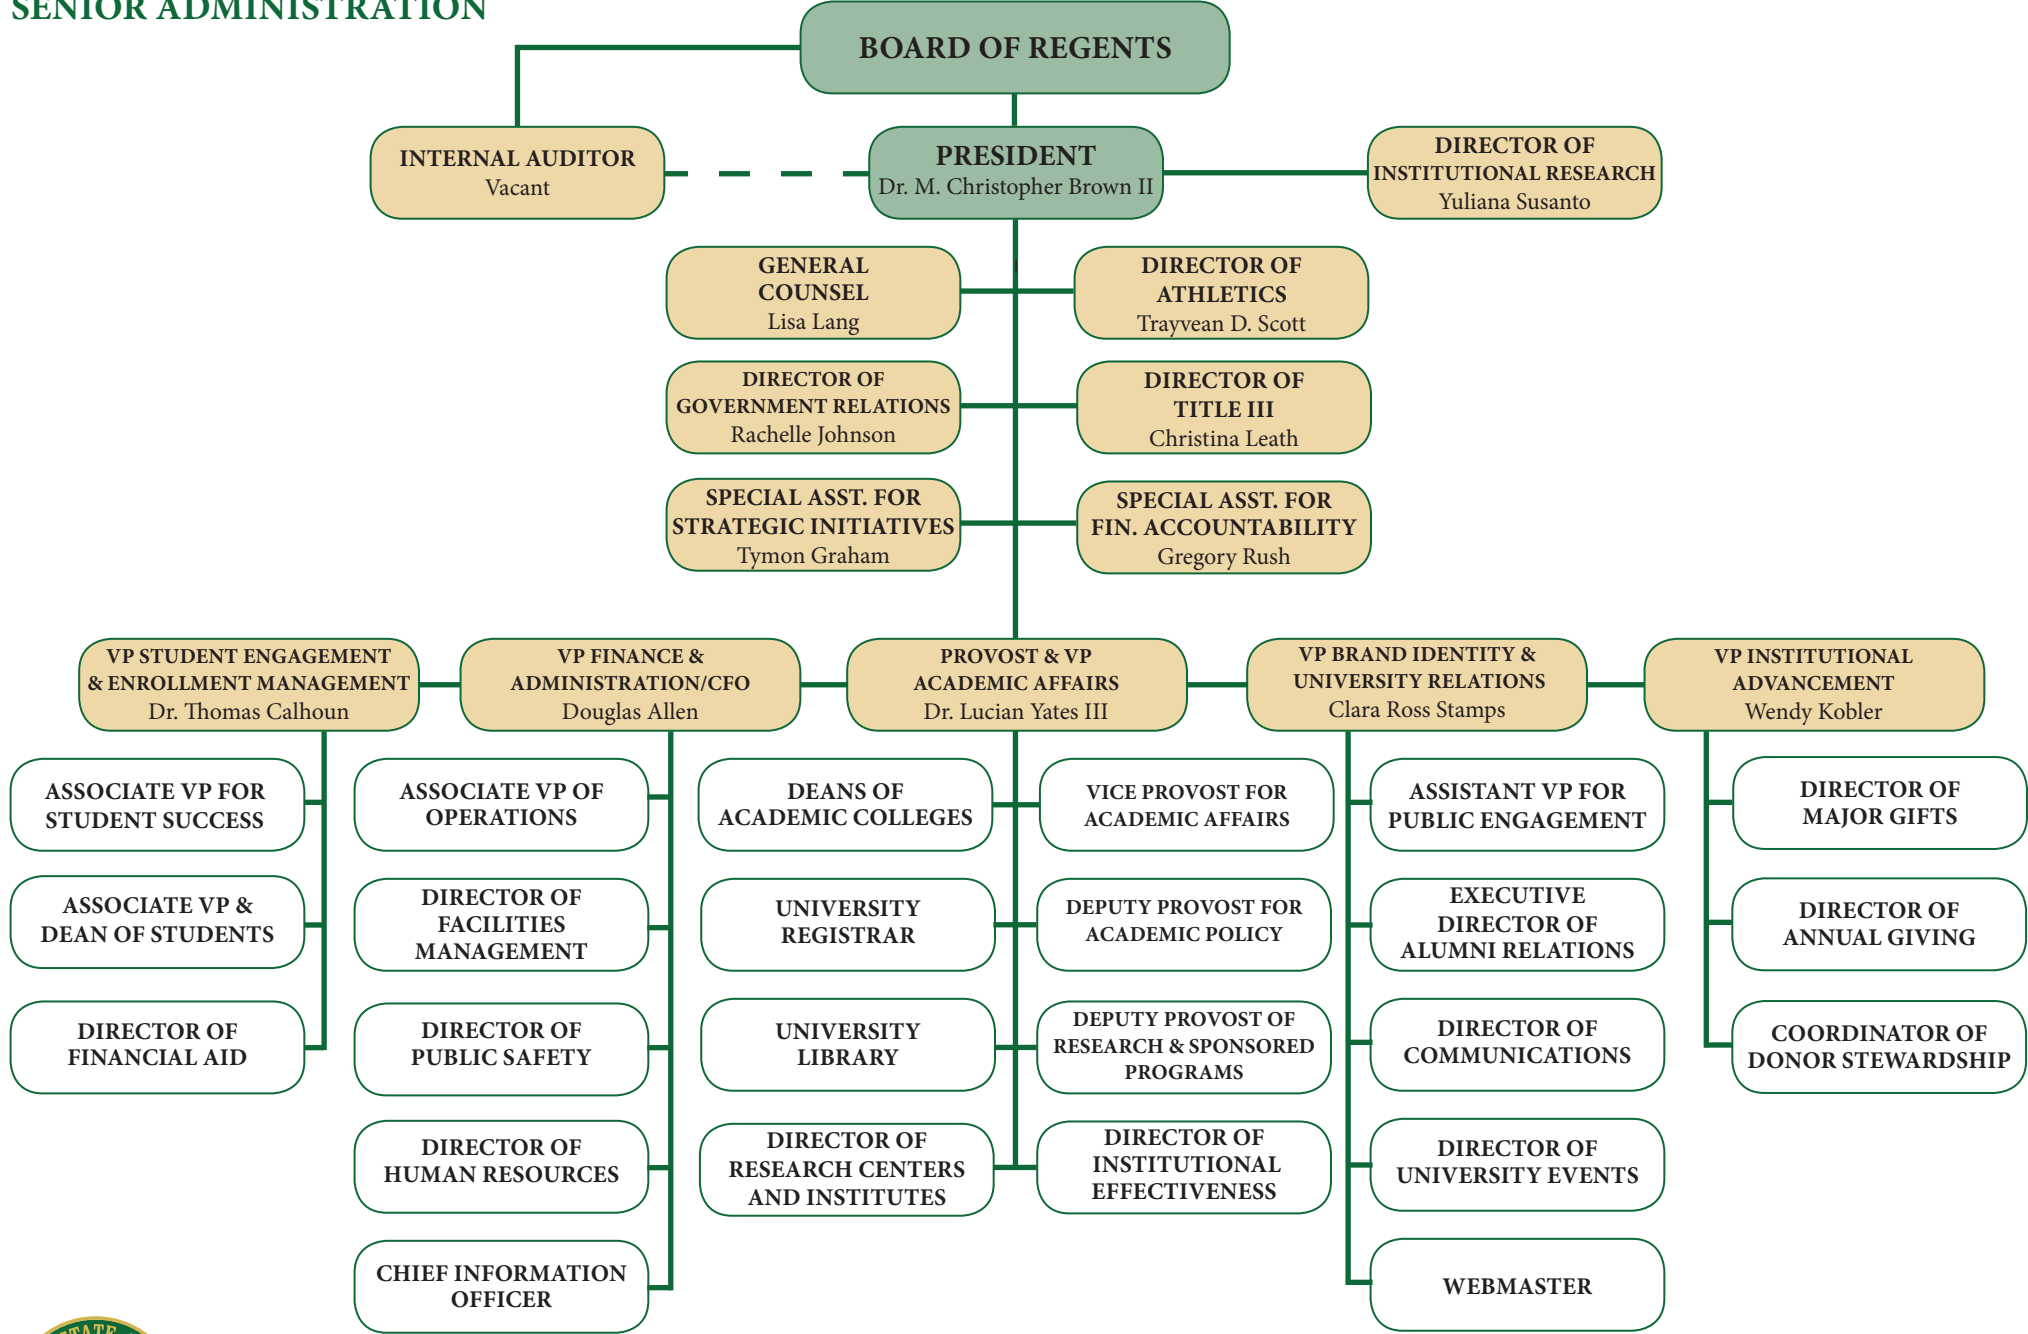 SENIOR ADMINISTRATION
BOARD OF REGENTS
INTERNAL AUDITOR
Vacant
PRESIDENT
Dr. M. Christopher Brown II
DIRECTOR OF
INSTITUTIONAL RESEARCH
Yuliana Susanto
GENERAL
COUNSEL
Lisa Lang
DIRECTOR OF
ATHLETICS
Trayvean D. Scott
DIRECTOR OF
GOVERNMENT RELATIONS
Rachelle Johnson
DIRECTOR OF
TITLE III
Christina Leath
SPECIAL ASST. FOR
STRATEGIC INITIATIVES
Tymon Graham
SPECIAL ASST. FOR
FIN. ACCOUNTABILITY
Gregory Rush
VP STUDENT ENGAGEMENT
& ENROLLMENT MANAGEMENT
Dr. Thomas Calhoun
VP FINANCE &
ADMINISTRATION/CFO
Douglas Allen
PROVOST & VP
ACADEMIC AFFAIRS
Dr. Lucian Yates III
VP BRAND IDENTITY &
UNIVERSITY RELATIONS
Clara Ross Stamps
VP INSTITUTIONAL
ADVANCEMENT
Wendy Kobler
ASSOCIATE VP FOR
STUDENT SUCCESS
ASSOCIATE VP &
DEAN OF STUDENTS
DIRECTOR OF
FINANCIAL AID
ASSOCIATE VP OF
OPERATIONS
DIRECTOR OF
FACILITIES
MANAGEMENT
DIRECTOR OF
PUBLIC SAFETY
DIRECTOR OF
HUMAN RESOURCES
CHIEF INFORMATION
OFFICER
DEANS OF
ACADEMIC COLLEGES
UNIVERSITY
REGISTRAR
UNIVERSITY
LIBRARY
DIRECTOR OF
RESEARCH CENTERS
AND INSTITUTES
VICE PROVOST FOR
ACADEMIC AFFAIRS
DEPUTY PROVOST FOR
ACADEMIC POLICY
DEPUTY PROVOST OF
RESEARCH & SPONSORED
PROGRAMS
DIRECTOR OF
INSTITUTIONAL
EFFECTIVENESS
ASSISTANT VP FOR
PUBLIC ENGAGEMENT
EXECUTIVE
DIRECTOR OF
ALUMNI RELATIONS
DIRECTOR OF
COMMUNICATIONS
DIRECTOR OF
UNIVERSITY EVENTS
WEBMASTER
DIRECTOR OF
MAJOR GIFTS
DIRECTOR OF
ANNUAL GIVING
COORDINATOR OF
DONOR STEWARDSHIP
STATE